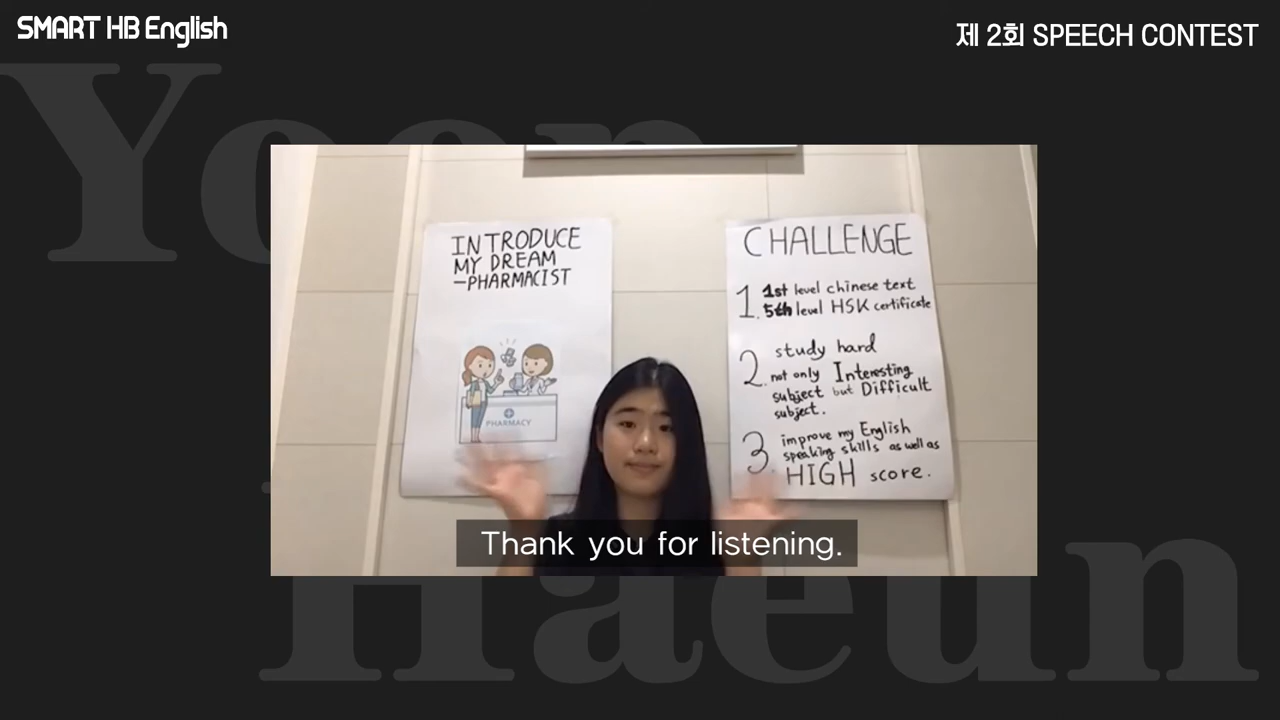 SMART HB English
제 2회 SPEECH CONTEST
Yoon
INTRODUCE
MY DREAM
-PHARMACIST
PHARMACY
CHALLENGE
1. 1st level chinese text
5th level HSK certificate
2. study hard
not only Interesting
subject but Difficult
subject.
3. improve my English
speaking skills as well as
HIGH score.
Thank you for listening.
Haeun